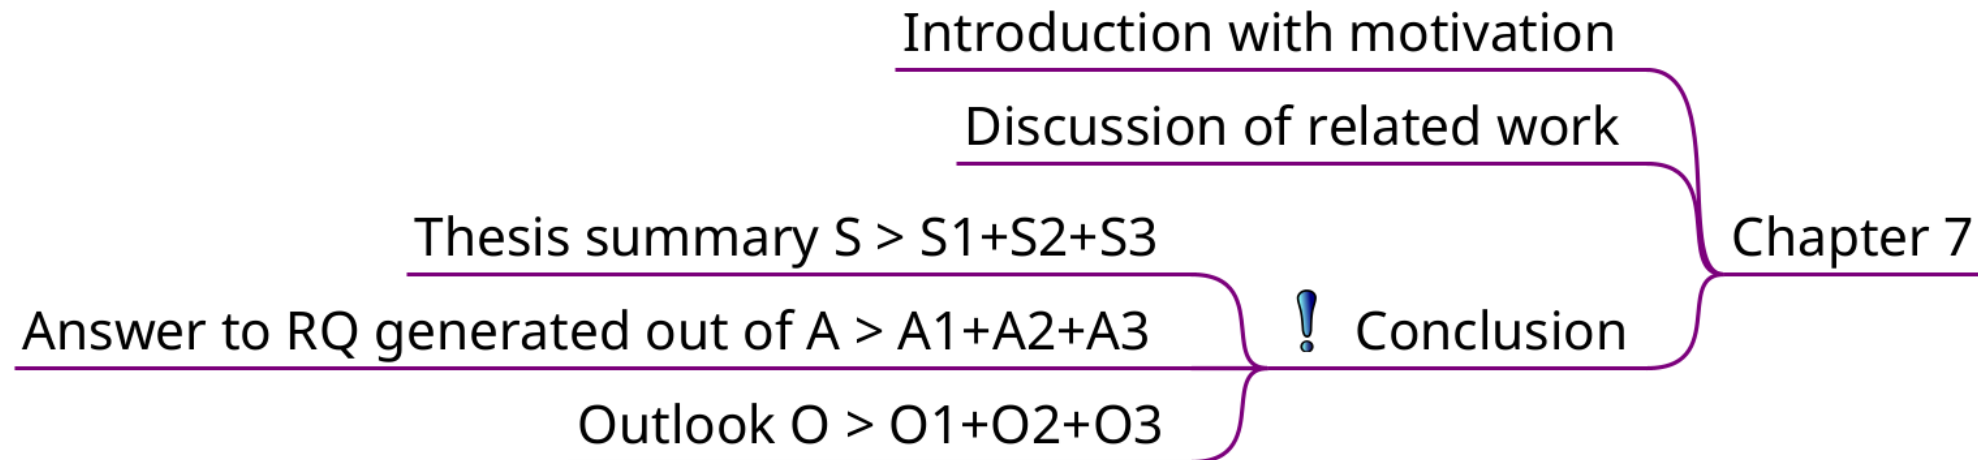 Introduction with motivation
Discussion of related work
Chapter 7
Thesis summary S > S1+S2+S3
Conclusion
Answer to RQ generated out of A > A1+A2+A3
Outlook O > O1+O2+O3